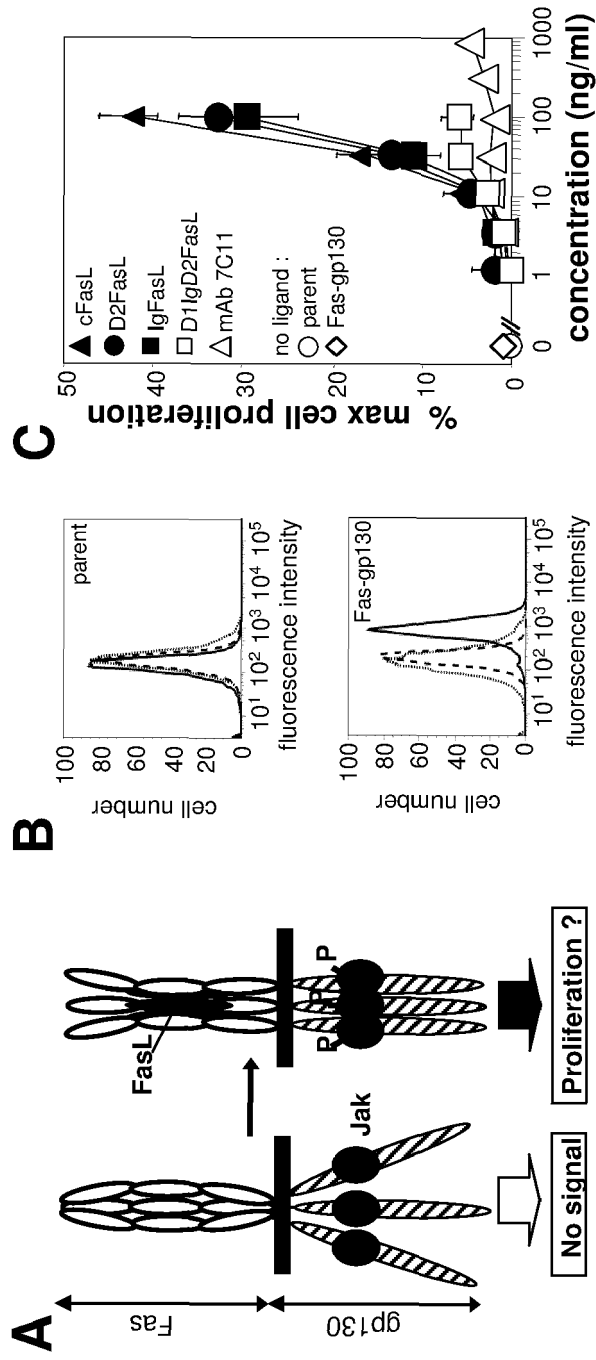 A
Fas
gp130
FasL
Jak
P
P
P
No signal
Proliferation ?
B
parent
cell number
100
80
60
40
20
0
10¹ 10² 10³ 10⁴ 10⁵
fluorescence intensity
Fas-gp130
cell number
100
80
60
40
20
0
10¹ 10² 10³ 10⁴ 10⁵
fluorescence intensity
C
% max cell proliferation
50
40
30
20
10
0
cFasL
D2FasL
IgFasL
D1IgD2FasL
mAb 7C11
no ligand :
parent
Fas-gp130
0 1 10 100 1000
concentration (ng/ml)